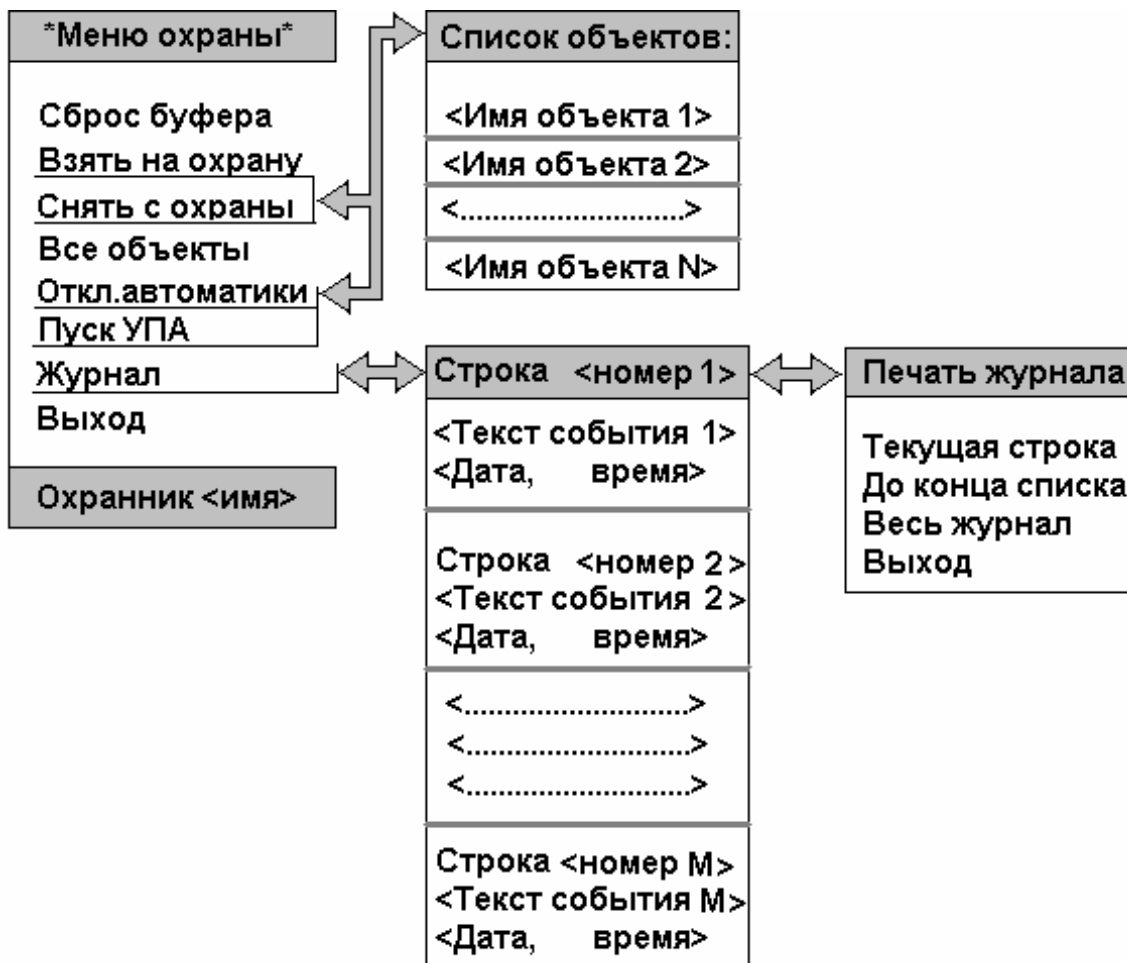 *Меню охраны*
Сброс буфера
Взять на охрану
Снять с охраны
Все объекты
Откл.автоматики
Пуск УПА
Журнал
Выход
Охранник <имя>
Список объектов:
<Имя объекта 1>
<Имя объекта 2>
<..........................>
<Имя объекта N>
Строка <номер 1>
<Текст события 1>
<Дата, время>
Строка <номер 2>
<Текст события 2>
<Дата, время>
<..........................>
<..........................>
<..........................>
Строка <номер M>
<Текст события M>
<Дата, время>
Печать журнала
Текущая строка
До конца списка
Весь журнал
Выход